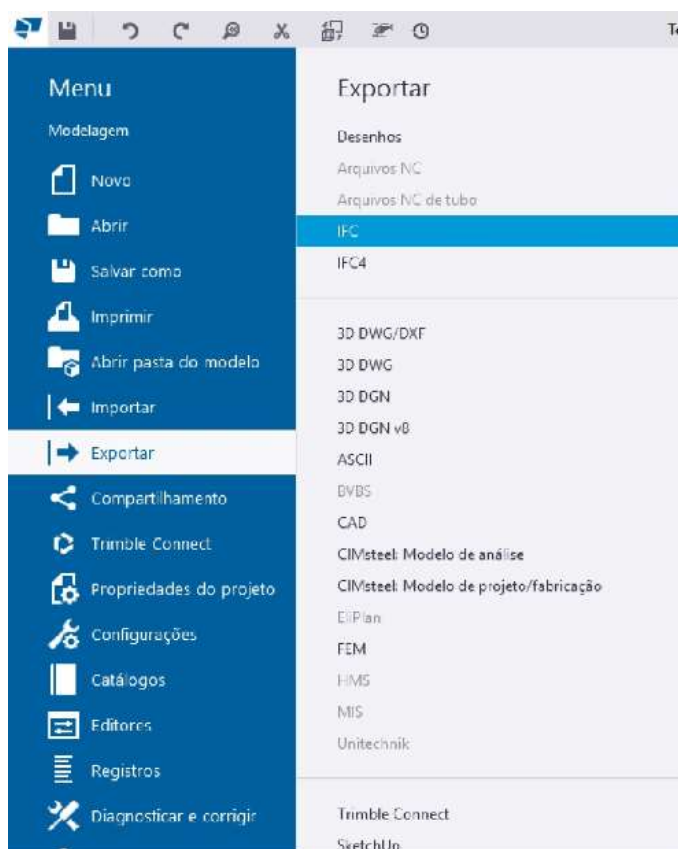 Menu
Modelagem
Novo
Abrir
Salvar como
Imprimir
Abrir pasta do modelo
Importar
Exportar
Compartilhamento
Trimble Connect
Propriedades do projeto
Configurações
Catálogos
Editores
Registros
Diagnosticar e corrigir
Exportar
Desenhos
Arquivos NC
Arquivos NC de tubo
IFC
IFC4
3D DWG/DXF
3D DWG
3D DGN
3D DGN v8
ASCII
BVBS
CAD
CIMsteel: Modelo de análise
CIMsteel: Modelo de projeto/fabricação
EliPlan
FEM
HMS
MIS
Unitechnik
Trimble Connect
SketchUp